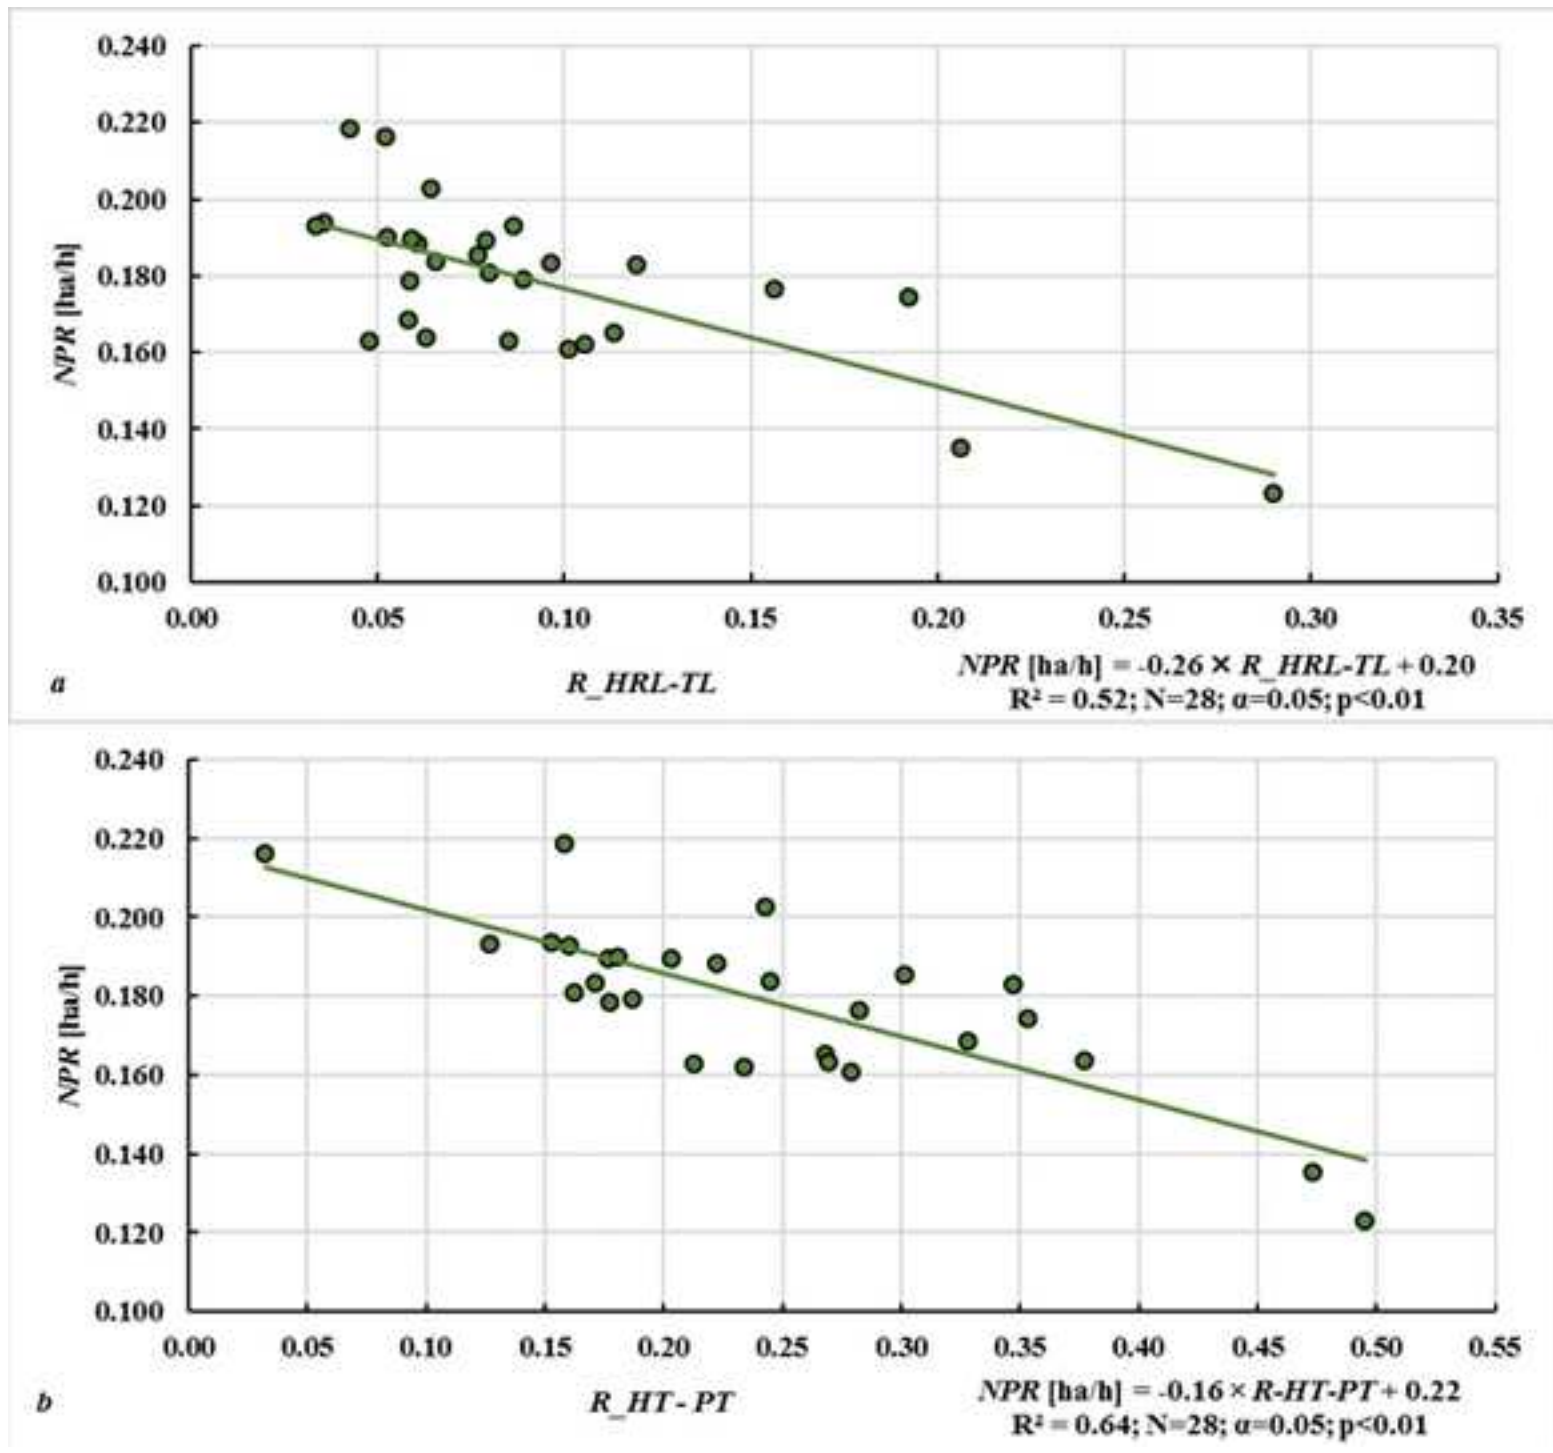 0.240
0.220
0.200
0.180
0.160
0.140
0.120
0.100
NPR [ha/h]
0.00 0.05 0.10 0.15 0.20 0.25 0.30 0.35
a
R_HRL-TL
NPR [ha/h] = -0.26 × R_HRL-TL + 0.20
R² = 0.52; N=28; α=0.05; p<0.01
0.240
0.220
0.200
0.180
0.160
0.140
0.120
0.100
NPR [ha/h]
0.00 0.05 0.10 0.15 0.20 0.25 0.30 0.35 0.40 0.45 0.50 0.55
b
R_HT - PT
NPR [ha/h] = -0.16 × R-HT-PT + 0.22
R² = 0.64; N=28; α=0.05; p<0.01